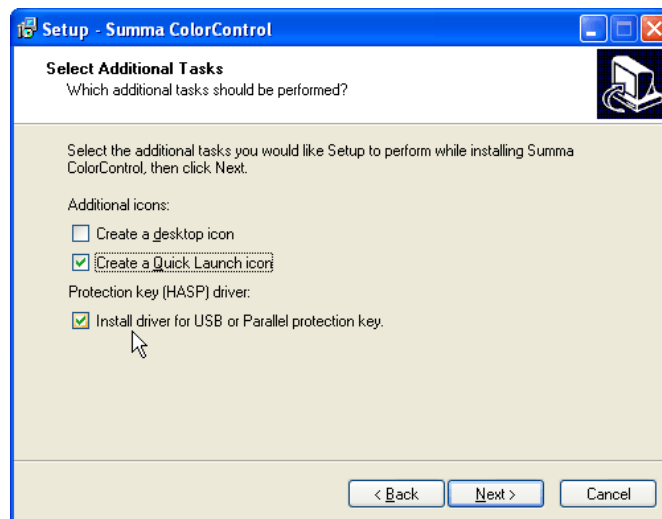 Setup - Summa ColorControl
Select Additional Tasks
Which additional tasks should be performed?
Select the additional tasks you would like Setup to perform while installing Summa
ColorControl, then click Next.
Additional icons:
Create a desktop icon
Create a Quick Launch icon
Protection key (HASP) driver:
Install driver for USB or Parallel protection key.
< Back Next > Cancel